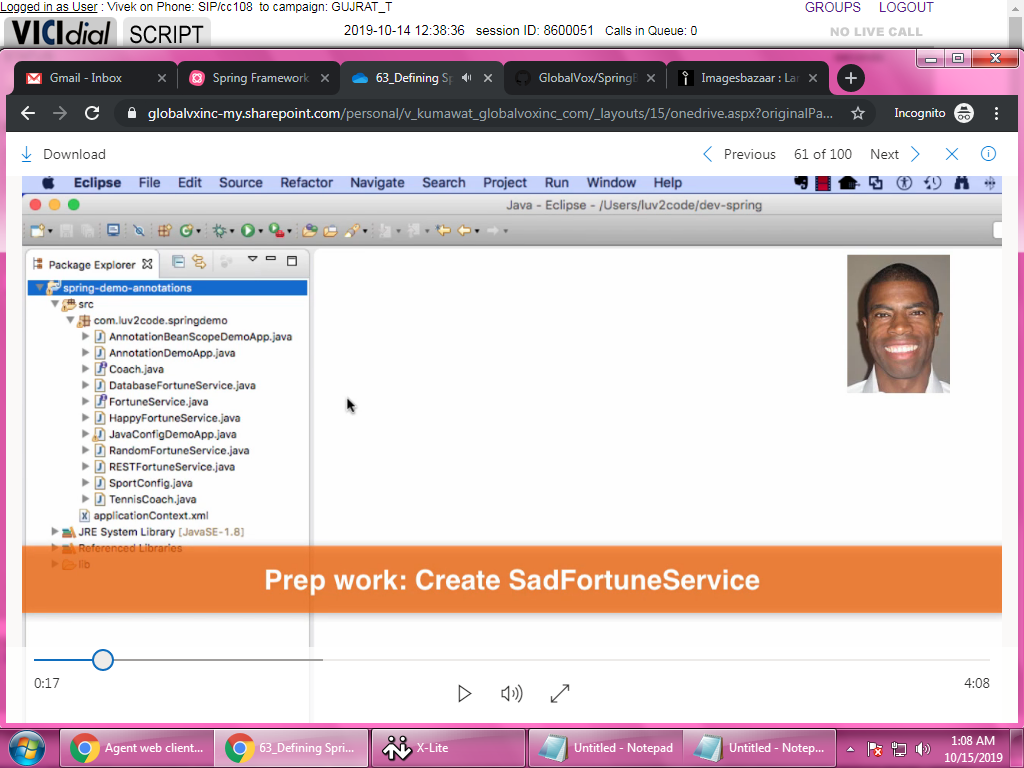 Logged in as User : Vivek on Phone: SIP/cc108 to campaign: GUJRAT_T
GROUPS LOGOUT
VICIdial SCRIPT
2019-10-14 12:38:36 session ID: 8600051 Calls in Queue: 0
NO LIVE CALL
Gmail - Inbox
Spring Framework
63_Defining Sp
GlobalVox/SpringB
Imagesbazaar : Lar
globalvxinc-my.sharepoint.com/personal/v_kumawat_globalvoxinc_com/_layouts/15/onedrive.aspx?originalPa...
Incognito
Download
Previous 61 of 100 Next
Eclipse File Edit Source Refactor Navigate Search Project Run Window Help
Java - Eclipse - /Users/luv2code/dev-spring
Package Explorer
spring-demo-annotations
src
com.luv2code.springdemo
AnnotationBeanScopeDemoApp.java
AnnotationDemoApp.java
Coach.java
DatabaseFortuneService.java
FortuneService.java
HappyFortuneService.java
JavaConfigDemoApp.java
RandomFortuneService.java
RESTFortuneService.java
SportConfig.java
TennisCoach.java
applicationContext.xml
JRE System Library [JavaSE-1.8]
Referenced Libraries
lib
Prep work: Create SadFortuneService
0:17
4:08
Agent web client...
63_Defining Spri...
X-Lite
Untitled - Notepad
Untitled - Notep...
1:08 AM
10/15/2019